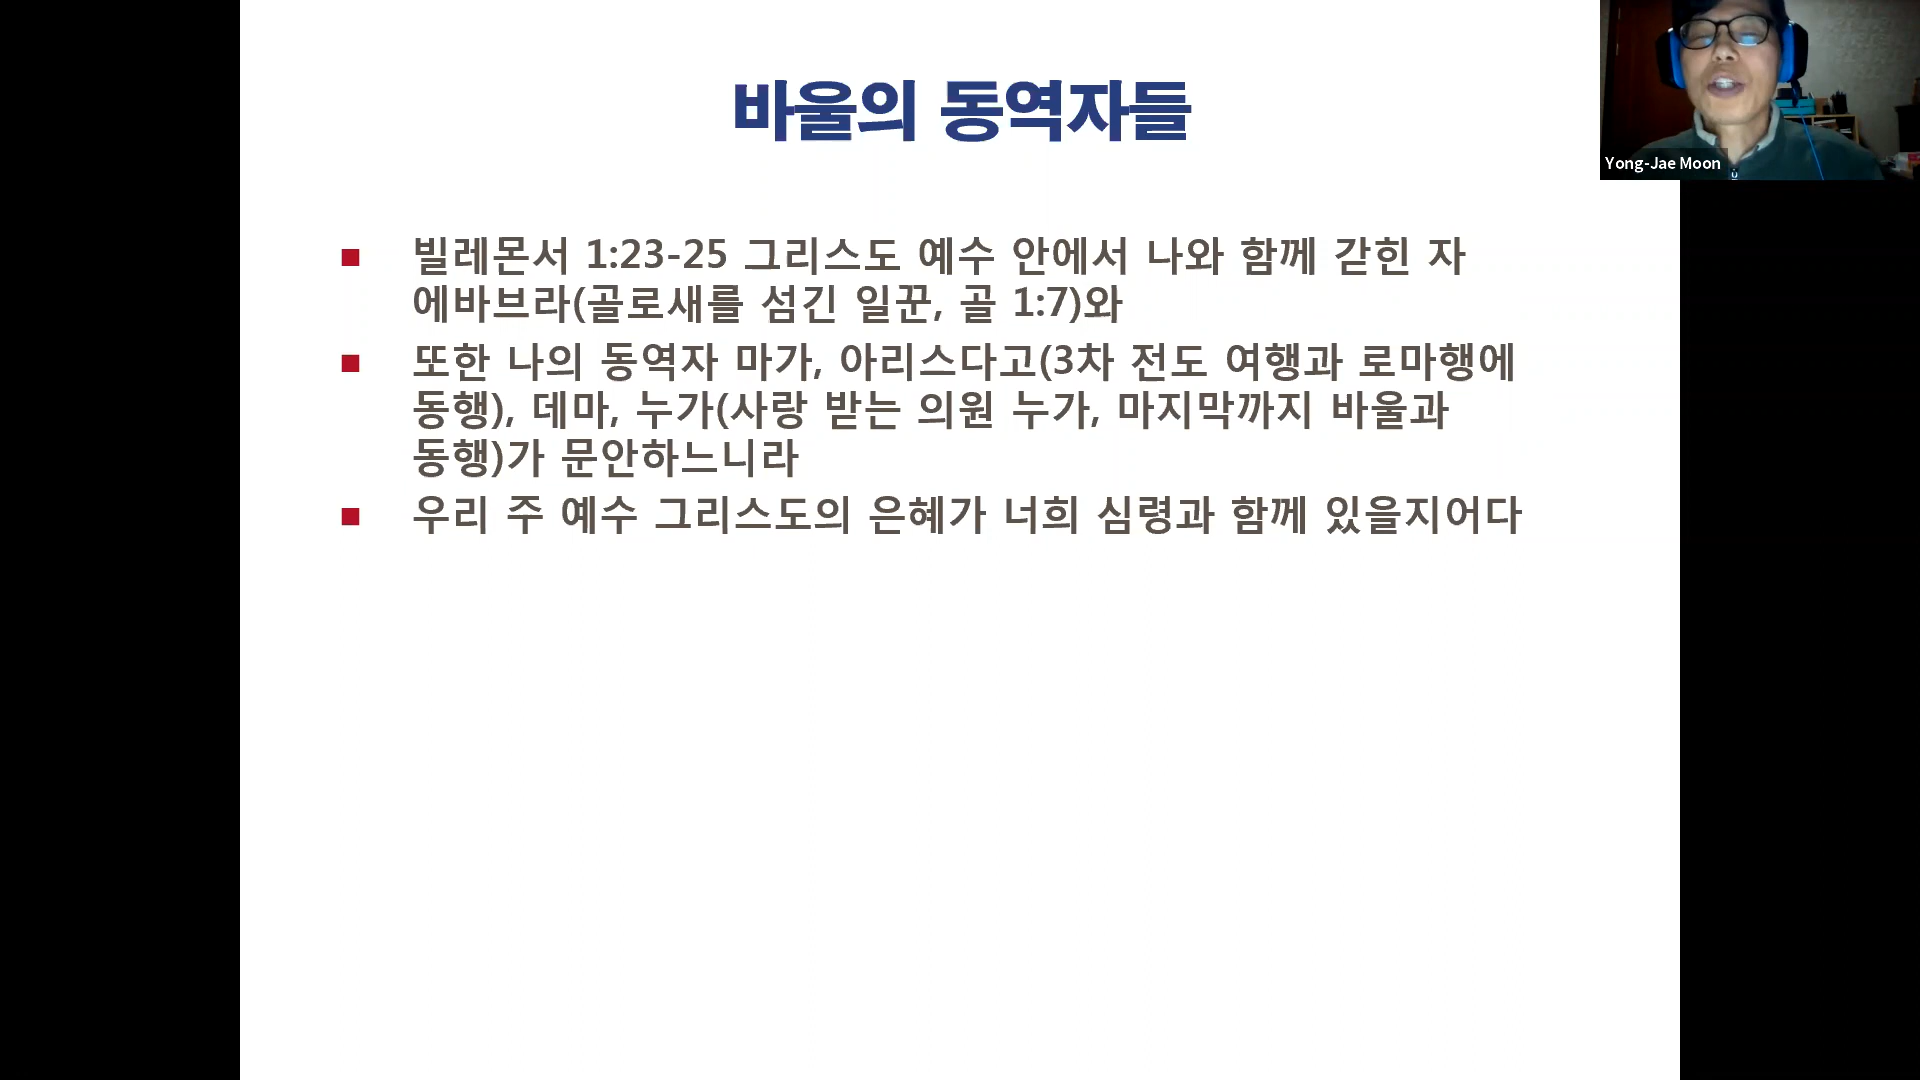 바울의 동역자들
빌레몬서 1:23-25 그리스도 예수 안에서 나와 함께 갇힌 자
에바브라(골로새를 섬긴 일꾼, 골 1:7)와
또한 나의 동역자 마가, 아리스다고(3차 전도 여행과 로마행에
동행), 데마, 누가(사랑 받는 의원 누가, 마지막까지 바울과
동행)가 문안하느니라
우리 주 예수 그리스도의 은혜가 너희 심령과 함께 있을지어다
Yong-Jae Moon